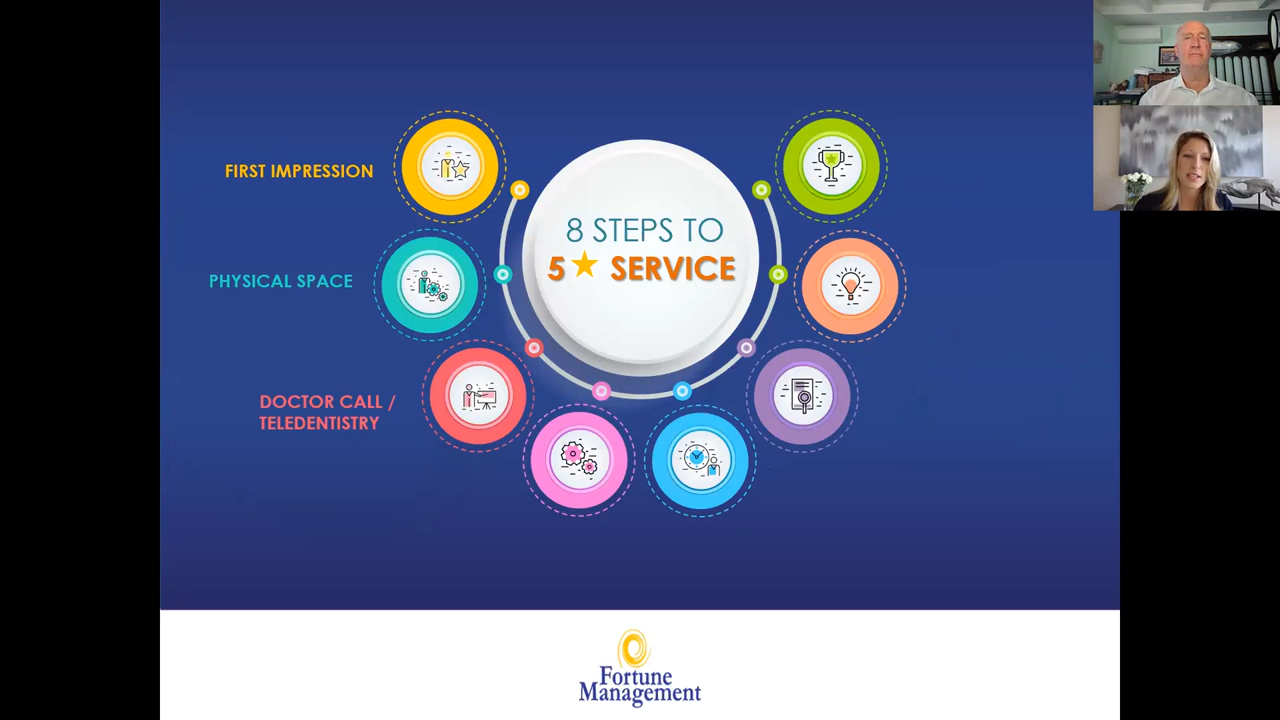 FIRST IMPRESSION
PHYSICAL SPACE
DOCTOR CALL /
TELEDENTISTRY
8 STEPS TO
5 ★ SERVICE
Fortune
Management